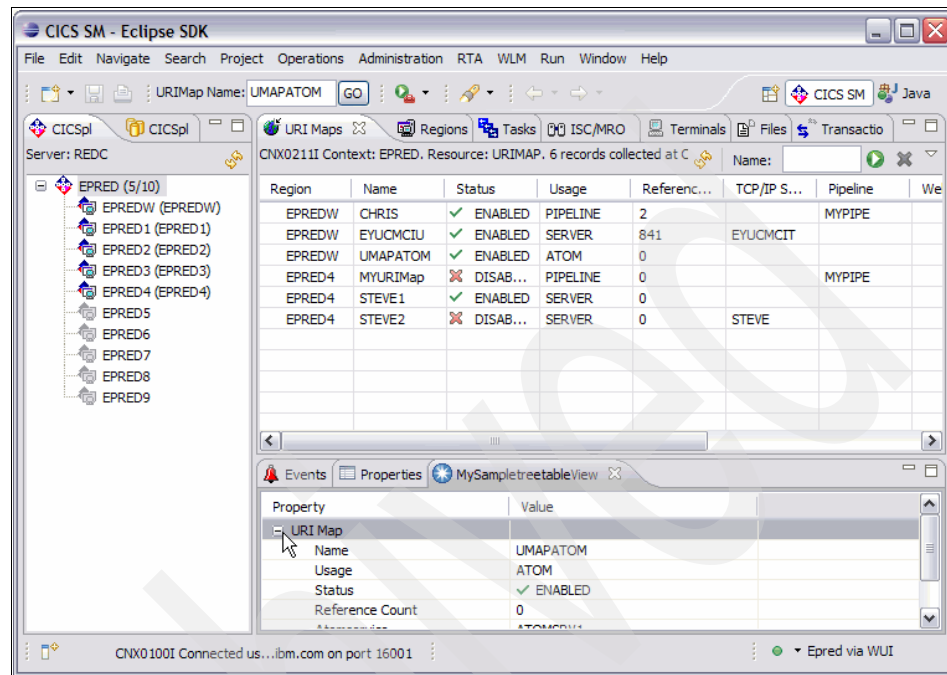 CICS SM - Eclipse SDK
File Edit Navigate Search Project Operations Administration RTA WLM Run Window Help
URIMap Name: UMAPATOM GO CICS SM Java
CICSpl CICSpl
Server: REDC
EPRED (5/10)
EPREDW (EPREDW)
EPRED1 (EPRED1)
EPRED2 (EPRED2)
EPRED3 (EPRED3)
EPRED4 (EPRED4)
EPRED5
EPRED6
EPRED7
EPRED8
EPRED9
URI Maps Regions Tasks ISC/MRO Terminals Files Transactio
CNX0211I Context: EPRED. Resource: URIMAP. 6 records collected at C Name:
Region Name Status Usage Referenc... TCP/IP S... Pipeline We
EPREDW CHRIS ENABLED PIPELINE 2 MYPIPE
EPREDW EYUCMCIU ENABLED SERVER 841 EYUCMCIT
EPREDW UMAPATOM ENABLED ATOM 0
EPRED4 MYURIMap DISAB... PIPELINE 0 MYPIPE
EPRED4 STEVE1 ENABLED SERVER 0
EPRED4 STEVE2 DISAB... SERVER 0 STEVE
Events Properties MySampletreetableView
Property Value
URI Map
Name UMAPATOM
Usage ATOM
Status ENABLED
Reference Count 0
CNX0100I Connected us...ibm.com on port 16001 Epred via WUI